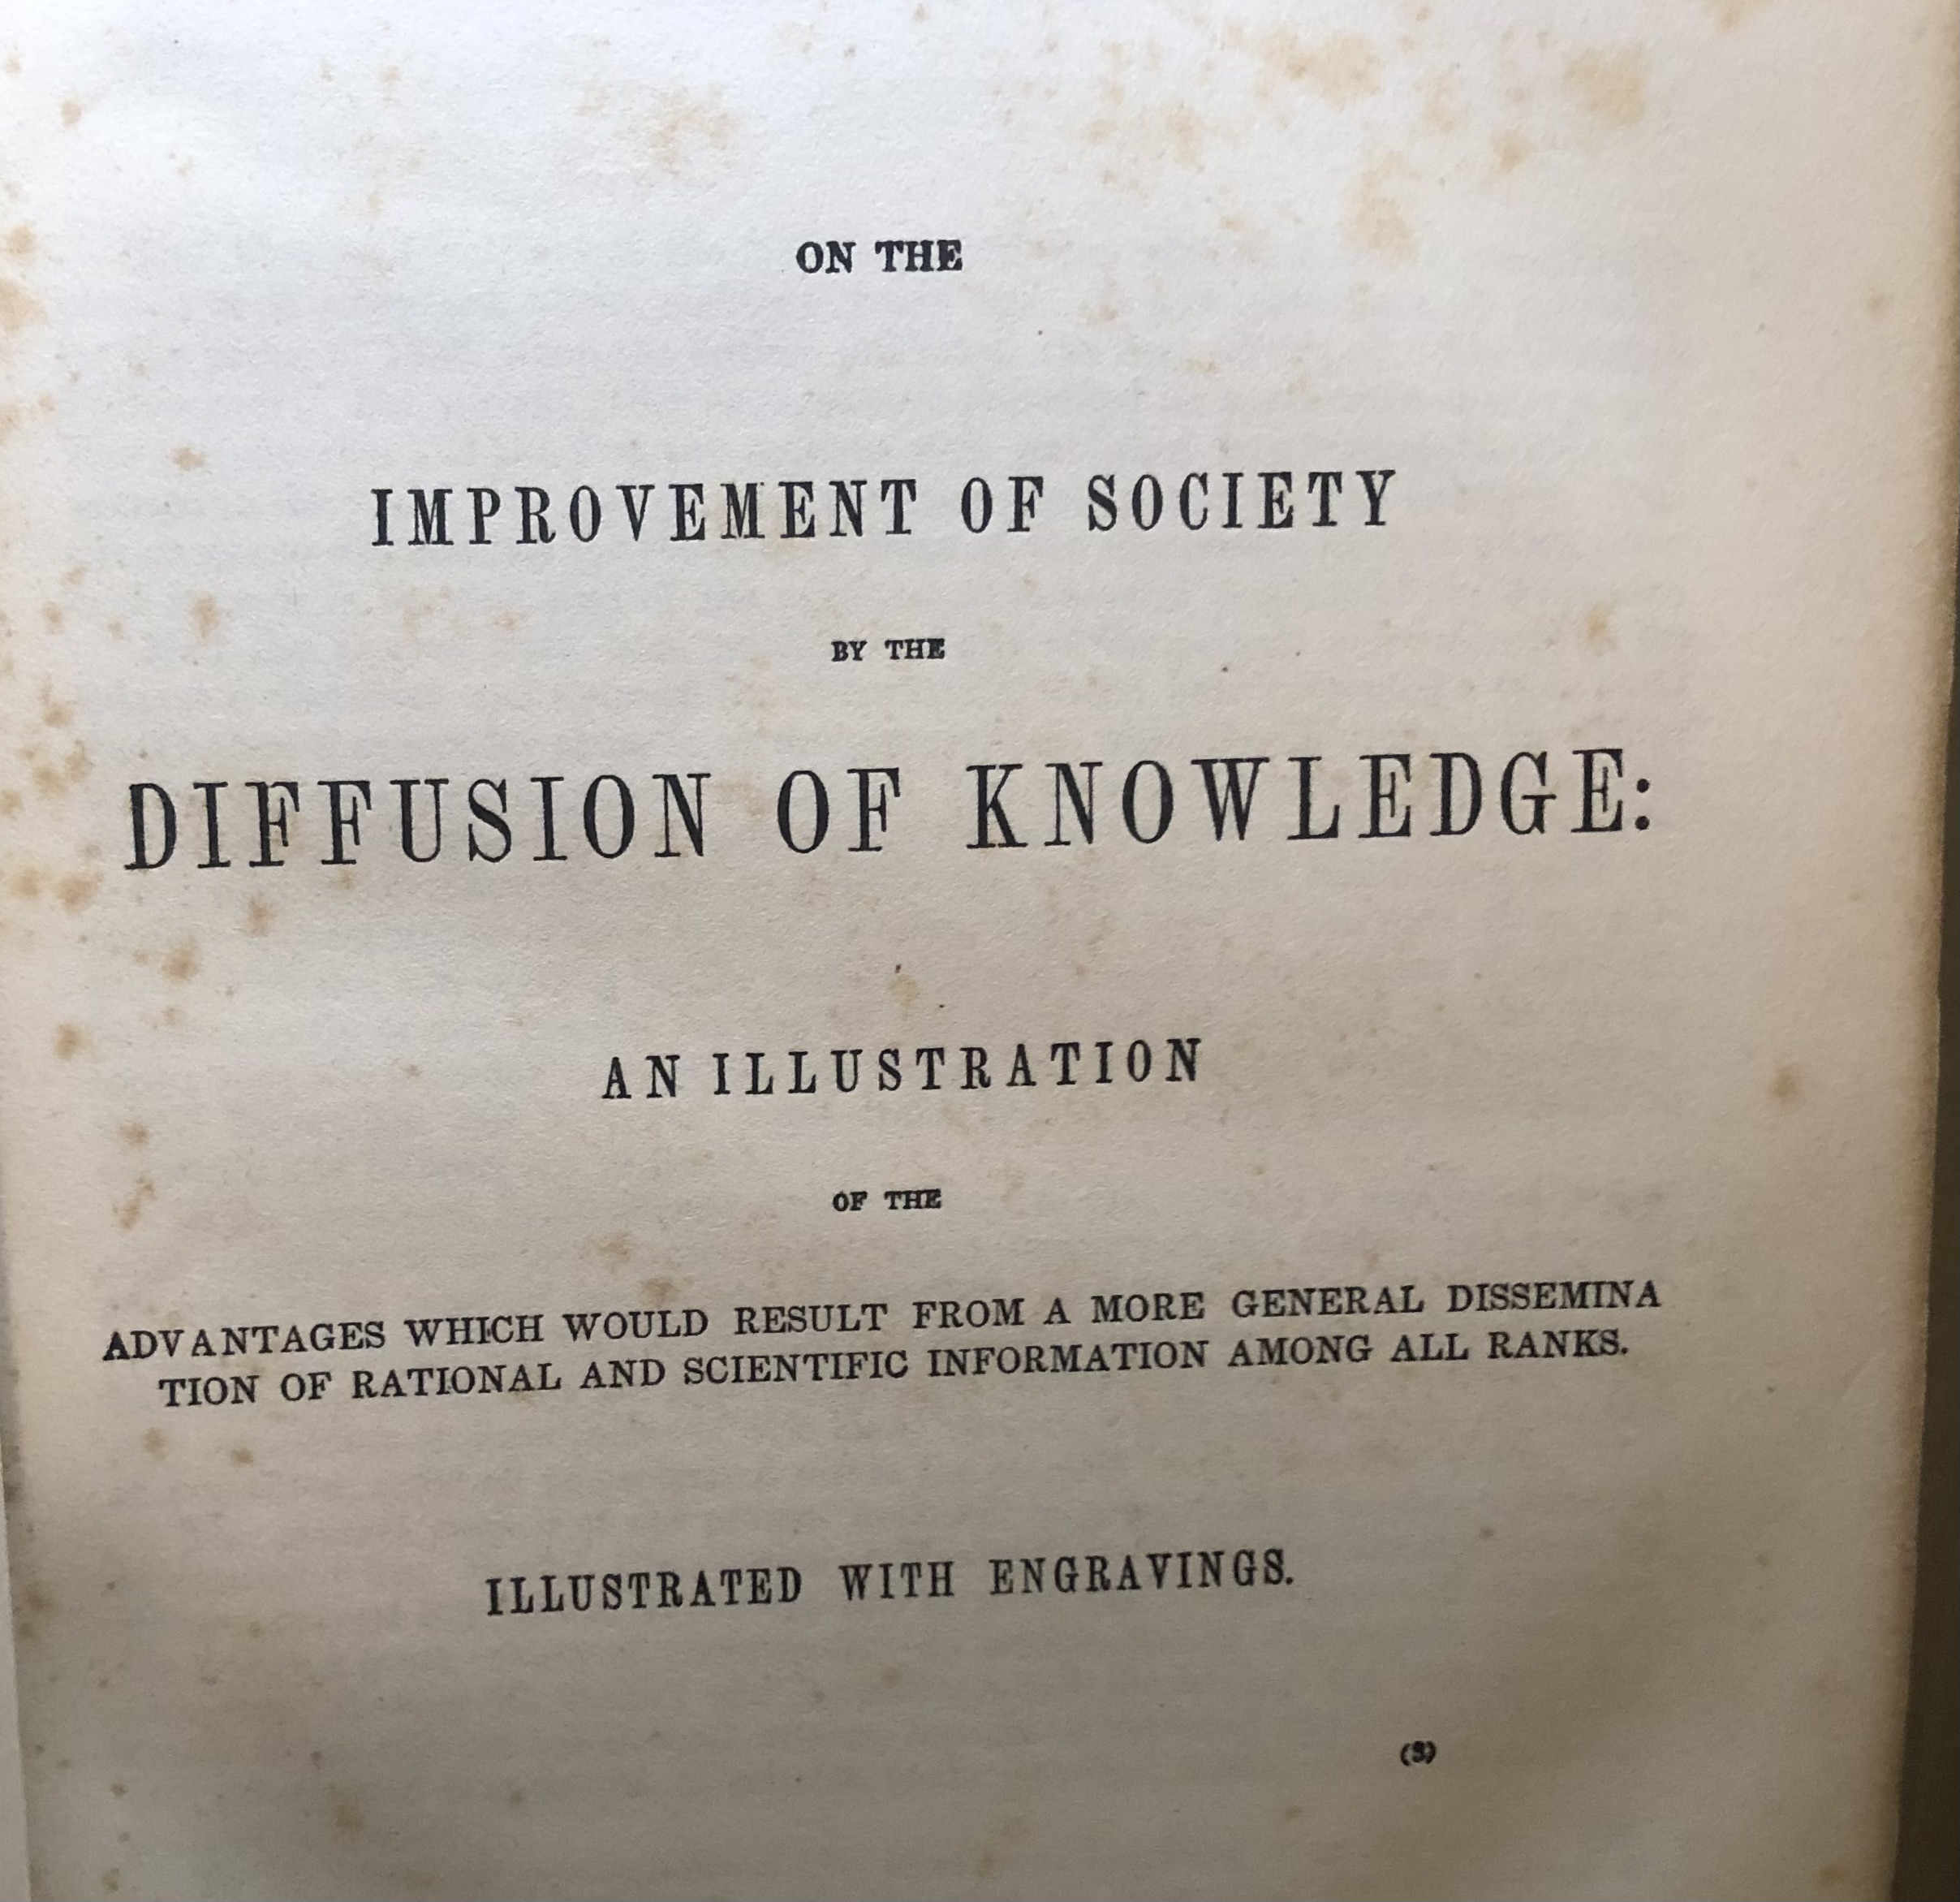 ON THE
IMPROVEMENT OF SOCIETY
BY THE
DIFFUSION OF KNOWLEDGE:
AN ILLUSTRATION
OF THE
ADVANTAGES WHICH WOULD RESULT FROM A MORE GENERAL DISSEMINA
TION OF RATIONAL AND SCIENTIFIC INFORMATION AMONG ALL RANKS.
ILLUSTRATED WITH ENGRAVINGS.